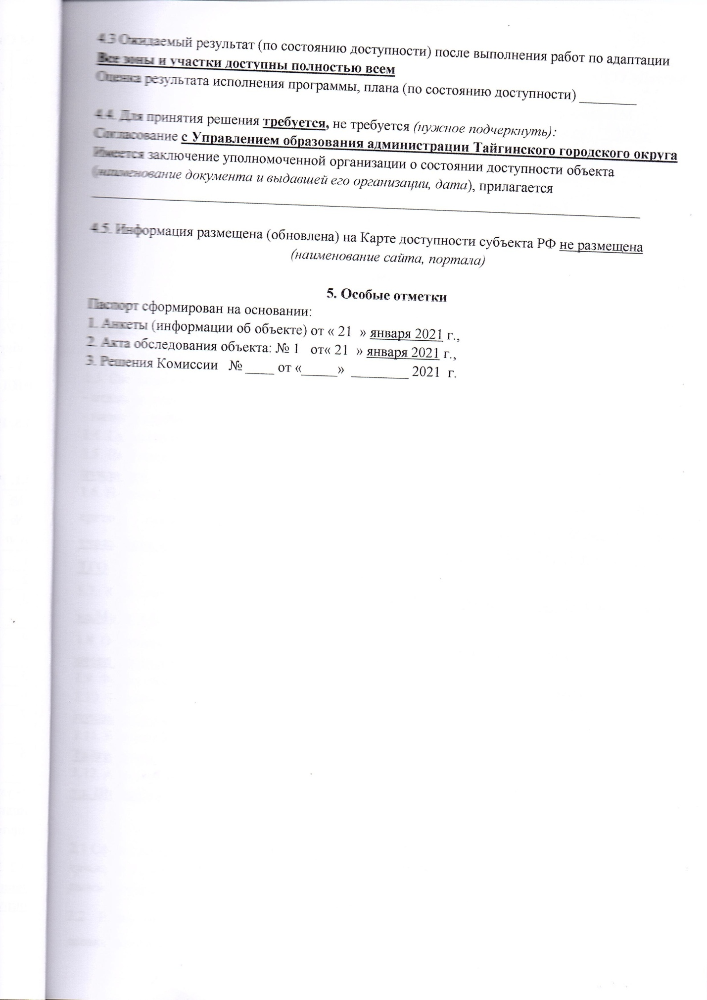 4.3 Ожидаемый результат (по состоянию доступности) после выполнения работ по адаптации
Все зоны и участки доступны полностью всем
Оценка результата исполнения программы, плана (по состоянию доступности) ________
4.4. Для принятия решения требуется, не требуется (нужное подчеркнуть):
Согласование с Управлением образования администрации Тайгинского городского округа
Имеется заключение уполномоченной организации о состоянии доступности объекта
(наименование документа и выдавшей его организации, дата), прилагается
4.5. Информация размещена (обновлена) на Карте доступности субъекта РФ не размещена
(наименование сайта, портала)
5. Особые отметки
Паспорт сформирован на основании:
1. Анкеты (информации об объекте) от « 21 » января 2021 г.,
2. Акта обследования объекта: № 1 от« 21 » января 2021 г.,
3. Решения Комиссии № ____ от «_____» ________ 2021 г.